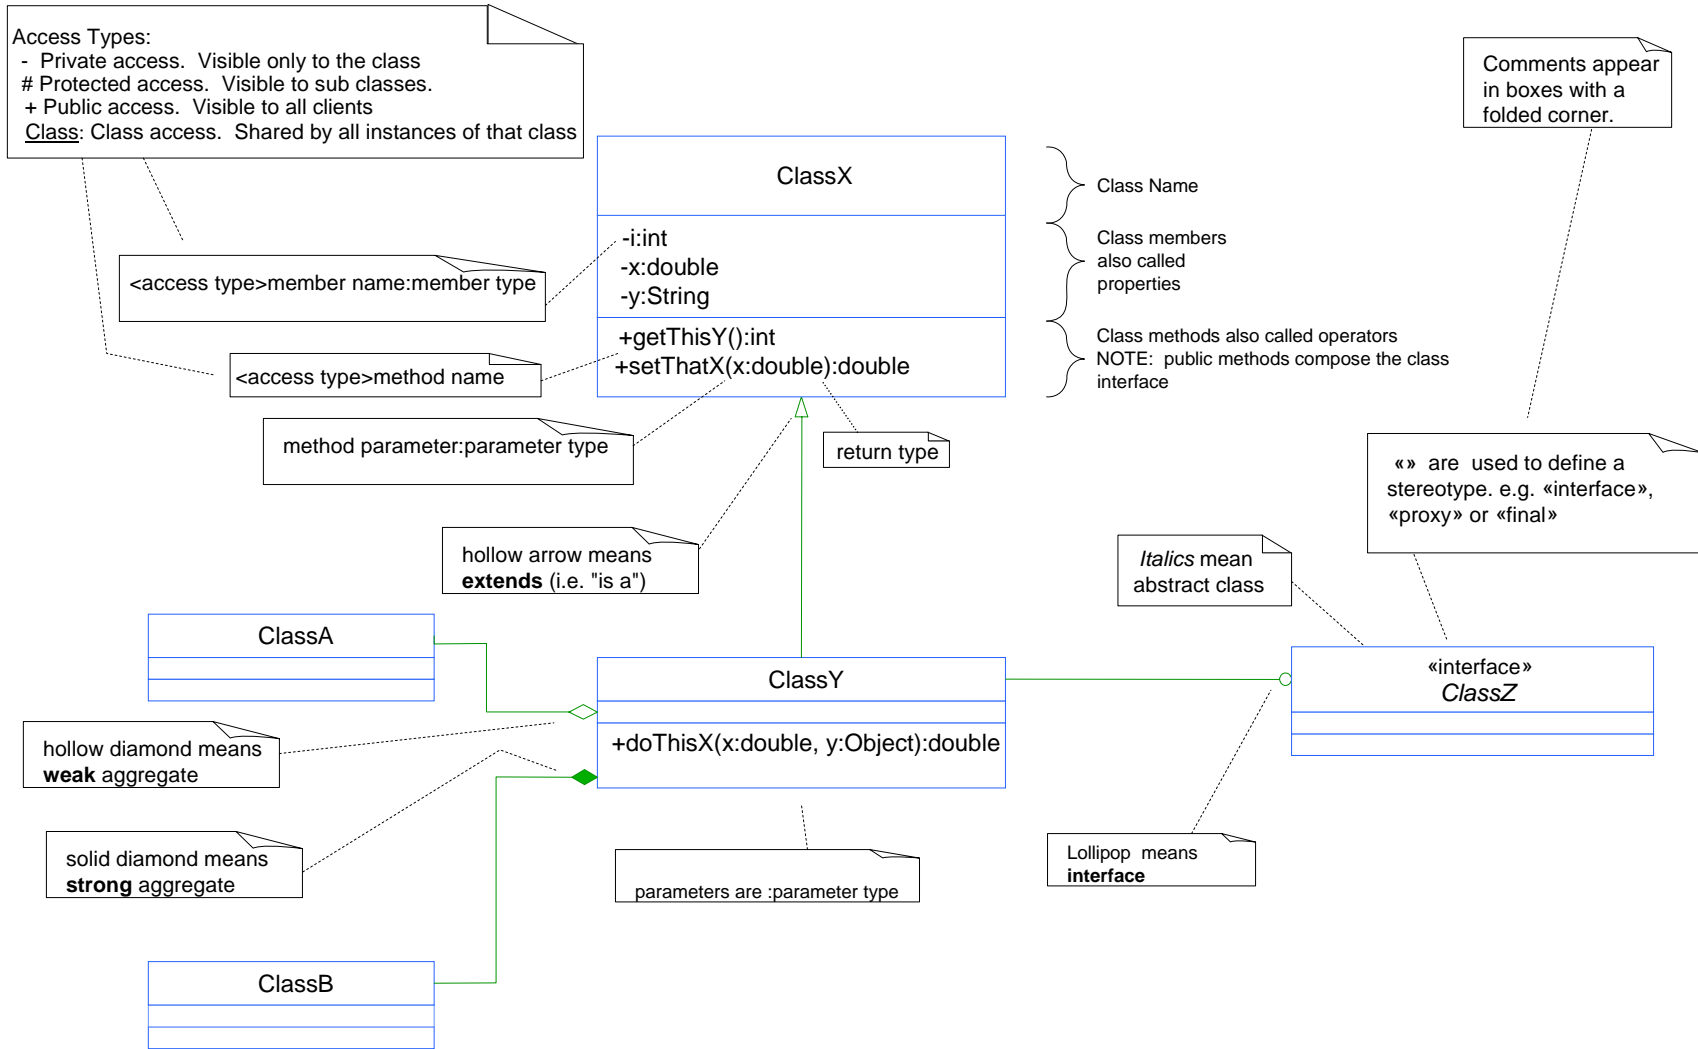 Access Types:
- Private access. Visible only to the class
# Protected access. Visible to sub classes.
+ Public access. Visible to all clients
Class: Class access. Shared by all instances of that class
Comments appear
in boxes with a
folded corner.
ClassX
Class Name
-i:int
-x:double
-y:String
Class members
also called
properties
<access type>member name:member type
+getThisY():int
+setThatX(x:double):double
Class methods also called operators
NOTE: public methods compose the class
interface
<access type>method name
method parameter:parameter type
return type
«» are used to define a
stereotype. e.g. «interface»,
«proxy» or «final»
hollow arrow means
extends (i.e. "is a")
Italics mean
abstract class
ClassA
ClassY
+doThisX(x:double, y:Object):double
«interface»
ClassZ
hollow diamond means
weak aggregate
solid diamond means
strong aggregate
parameters are :parameter type
Lollipop means
interface
ClassB